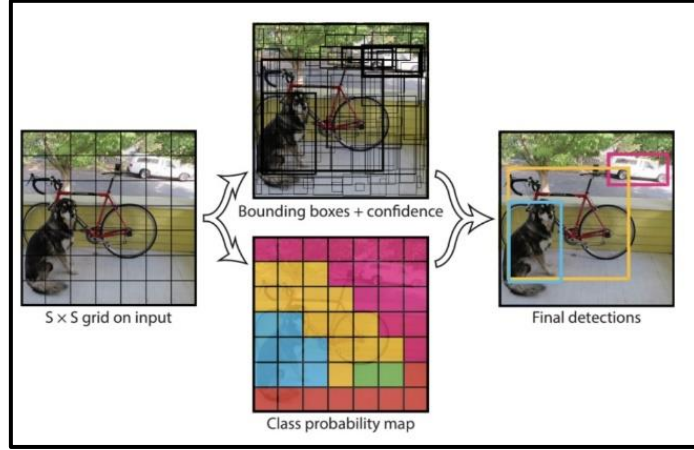 S × S grid on input
Bounding boxes + confidence
Class probability map
Final detections